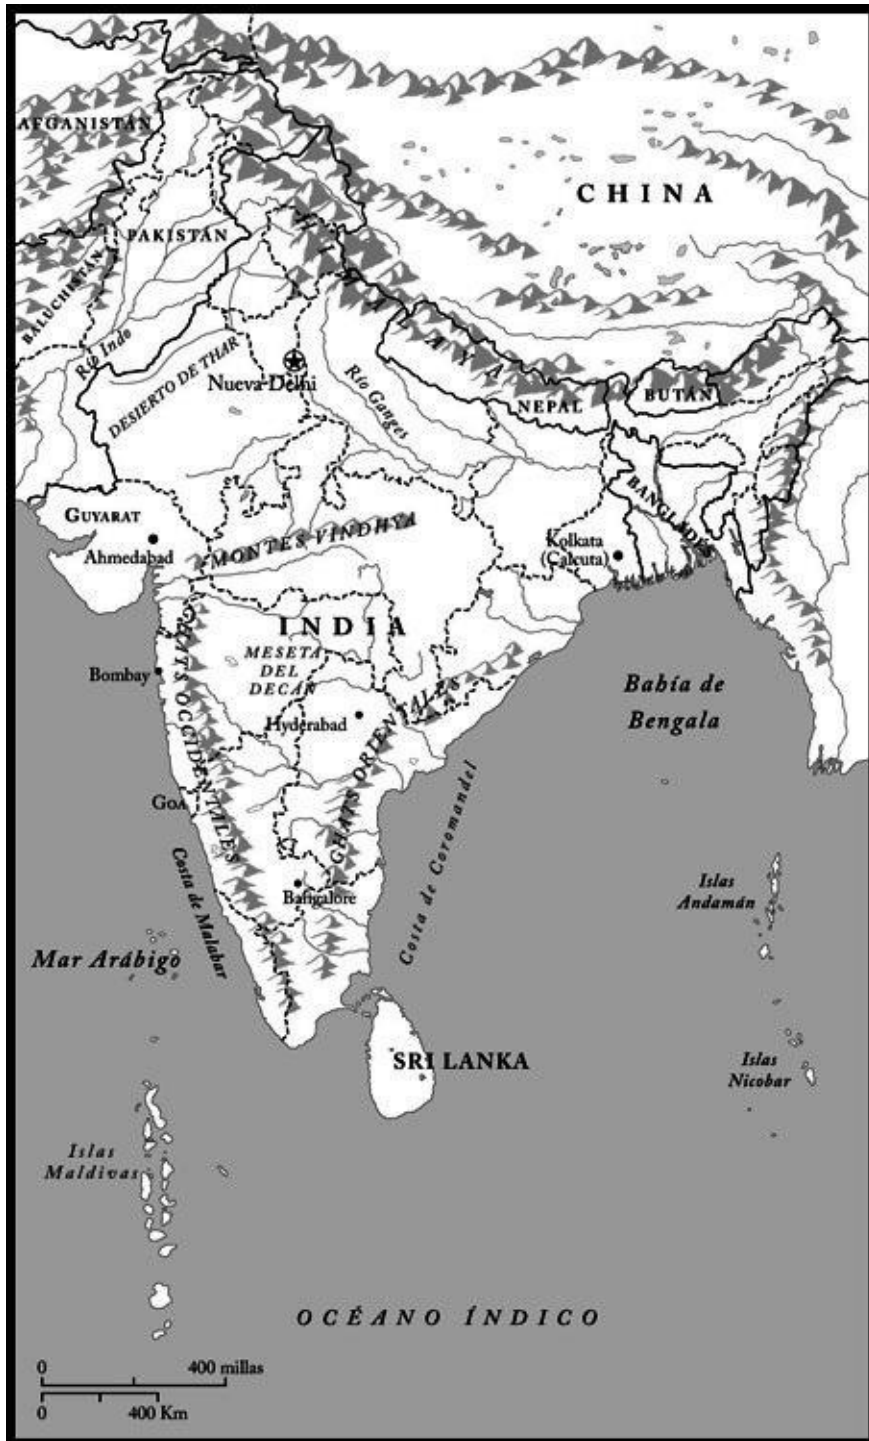 AFGANISTÁN
CHINA
PAKISTÁN
HIMALAYA
BALUCHISTÁN
Río Indo
DESIERTO DE THAR
Nueva Delhi
Río Ganges
NEPAL
BUTÁN
BANGLADÉS
GUYARAT
Ahmedabad
MONTES VINDHYA
Kolkata
(Calcuta)
INDIA
MESETA
DEL
DECÁN
Bombay
GHATS OCCIDENTALES
Hyderabad
GHATS ORIENTALES
Bahía de
Bengala
GOA
Costa de Coromandel
Costa de Malabar
Bangalore
Islas
Andamán
Mar Arábigo
SRI LANKA
Islas
Nicobar
Islas
Maldivas
OCÉANO ÍNDICO
0 400 millas
0 400 Km